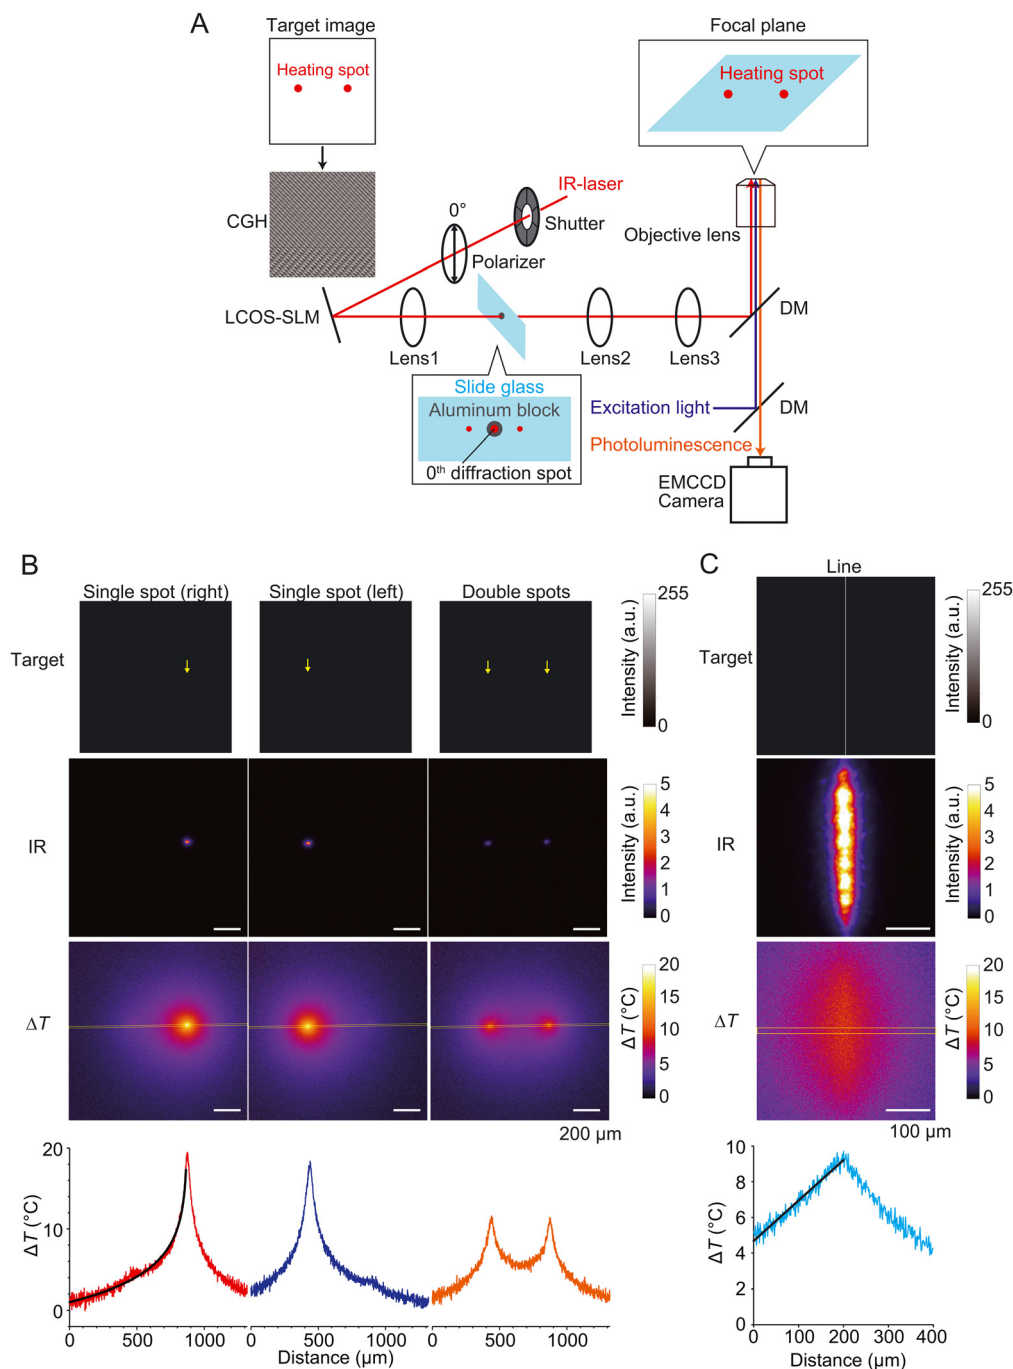 A
Target image
Heating spot
CGH
LCOS-SLM
0°
Polarizer
IR-laser
Shutter
Lens1
Lens2
Lens3
Slide glass
Aluminum block
0th diffraction spot
Focal plane
Heating spot
Objective lens
DM
Excitation light
DM
Photoluminescence
EMCCD
Camera
B
Single spot (right)
Single spot (left)
Double spots
Target
255
Intensity (a.u.)
0
IR
5
4
3
2
1
0
Intensity (a.u.)
ΔT
20
15
10
5
0
ΔT (°C)
200 µm
20
10
0
ΔT (°C)
0
500
1000
0
500
1000
0
500
1000
Distance (µm)
C
Line
Target
255
Intensity (a.u.)
0
IR
5
4
3
2
1
0
Intensity (a.u.)
ΔT
20
15
10
5
0
ΔT (°C)
100 µm
10
8
6
4
2
0
ΔT (°C)
0
100
200
300
400
Distance (µm)